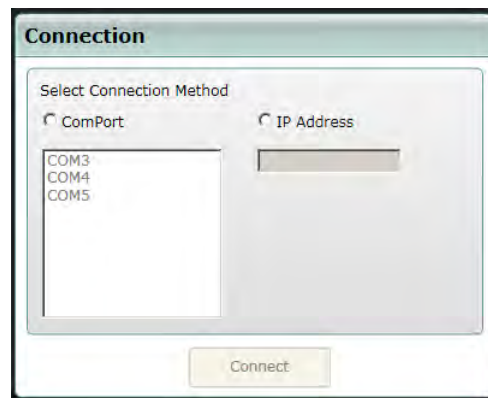 Connection
Select Connection Method
ComPort
IP Address
COM3
COM4
COM5
Connect